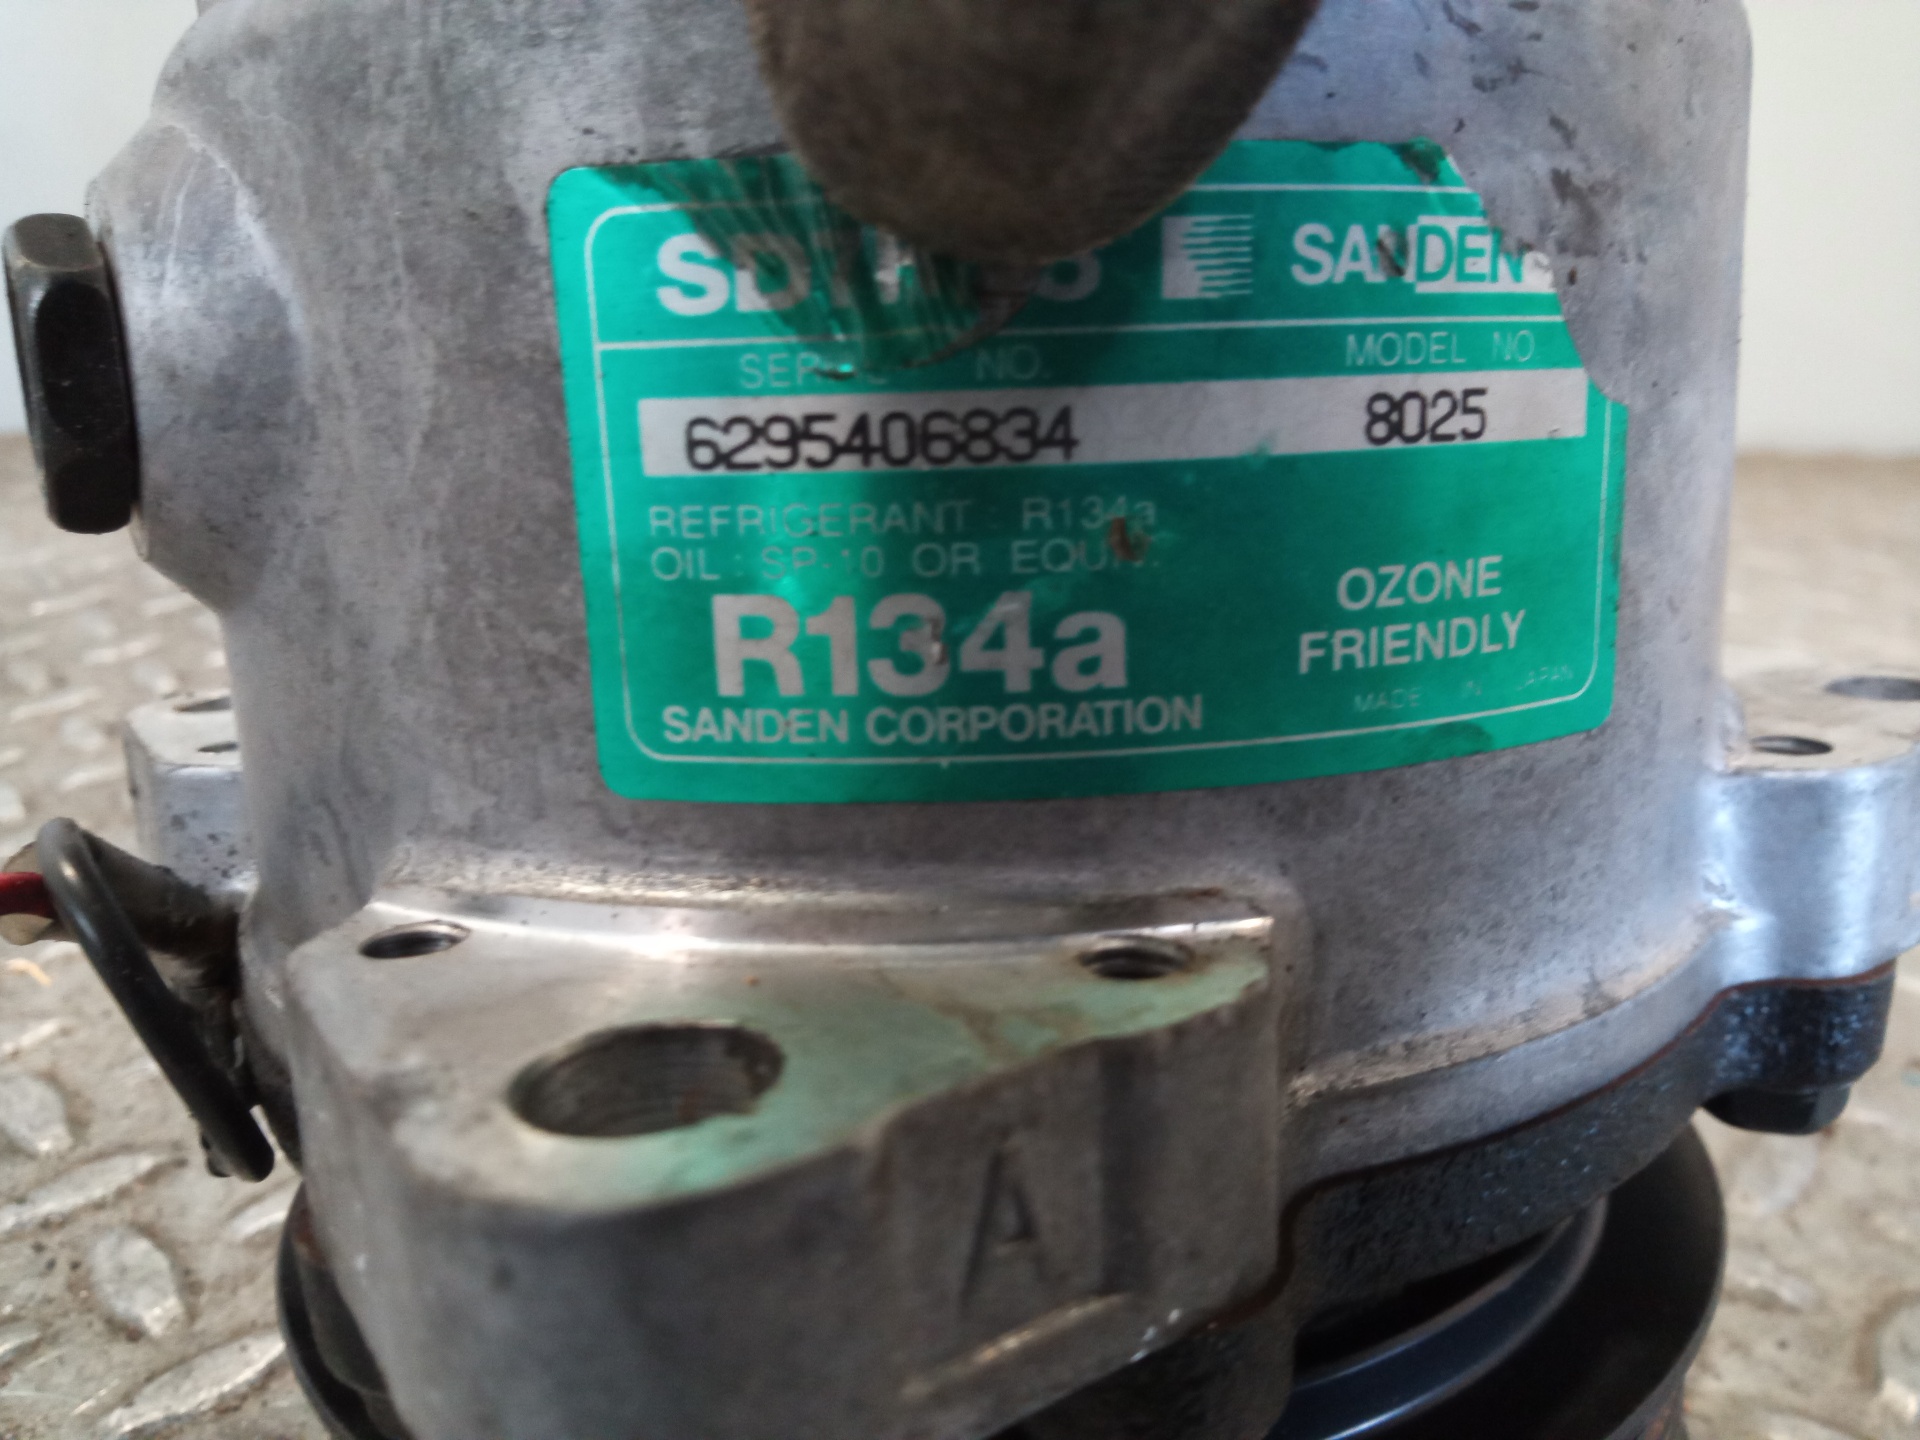 SANDEN
NO.
MODEL NO.
6295406834
8025
REFRIGERANT : R134a
OIL : SP-10 OR EQUIV.
R134a
OZONE
FRIENDLY
SANDEN CORPORATION
MADE IN JAPAN
A